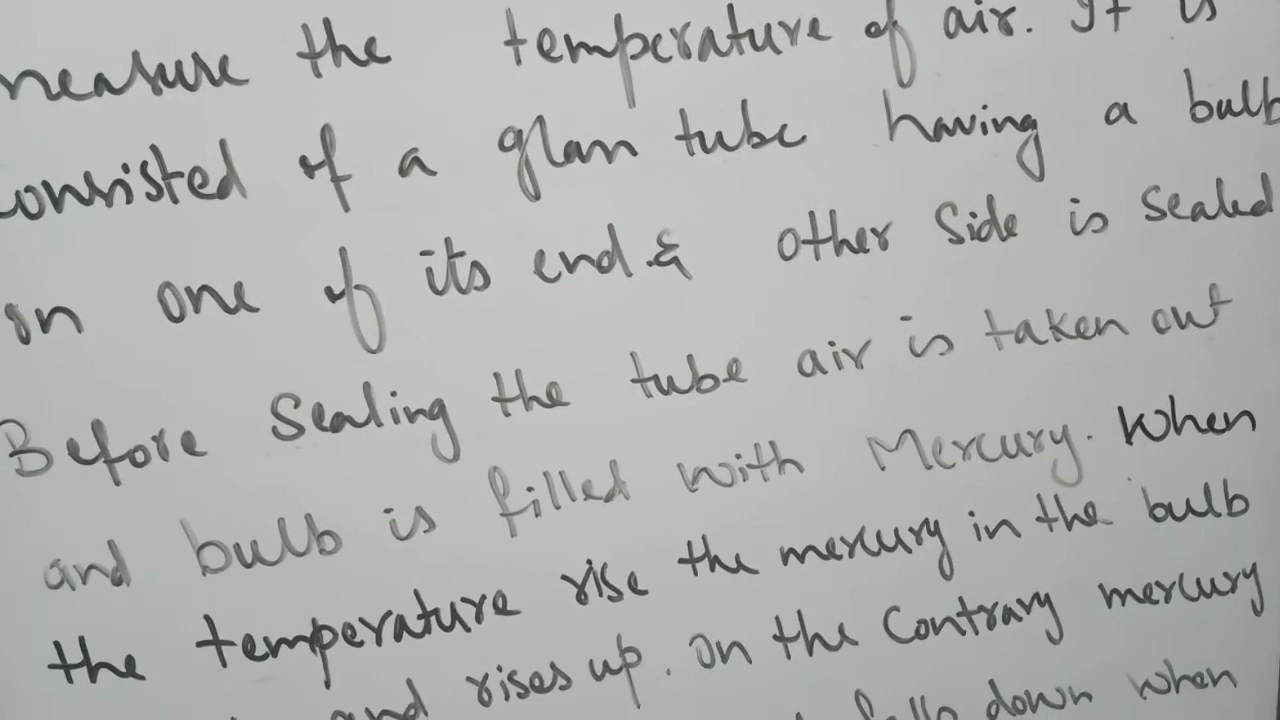 measure the temperature of air. It is
consisted of a glass tube having a bulb
on one of its end & other side is sealed
Before sealing the tube air is taken out
and bulb is filled with Mercury. When
the temperature rise the mercury in the bulb
and rises up. on the Contrary mercury
falls down when